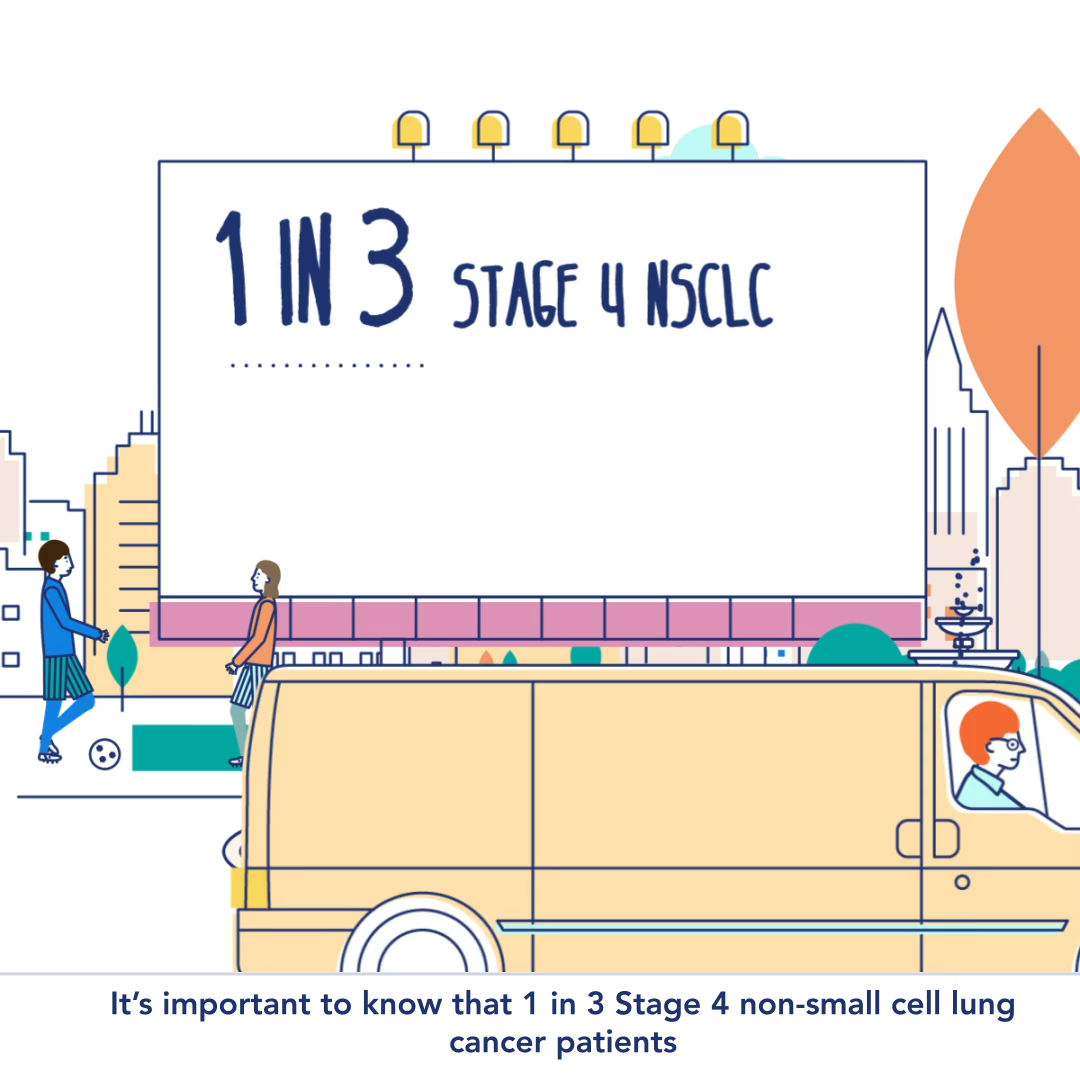 1 IN 3 STAGE 4 NSCLC
It's important to know that 1 in 3 Stage 4 non-small cell lung
cancer patients